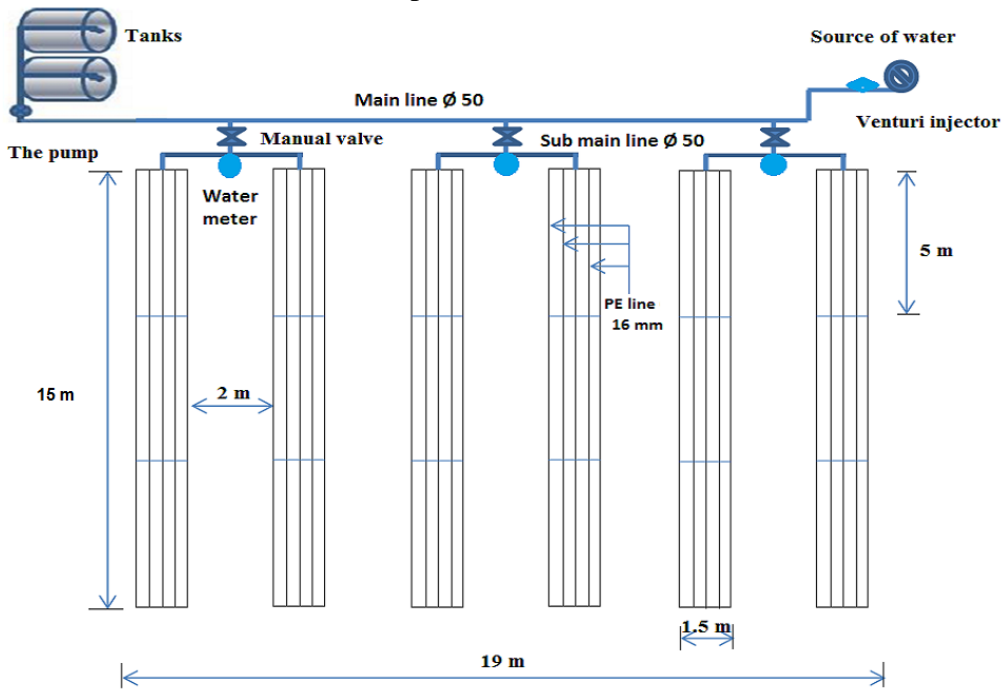 Tanks
Source of water
Main line Ø 50
Venturi injector
The pump
Manual valve
Sub main line Ø 50
Water
meter
5 m
PE line
16 mm
2 m
15 m
1.5 m
19 m